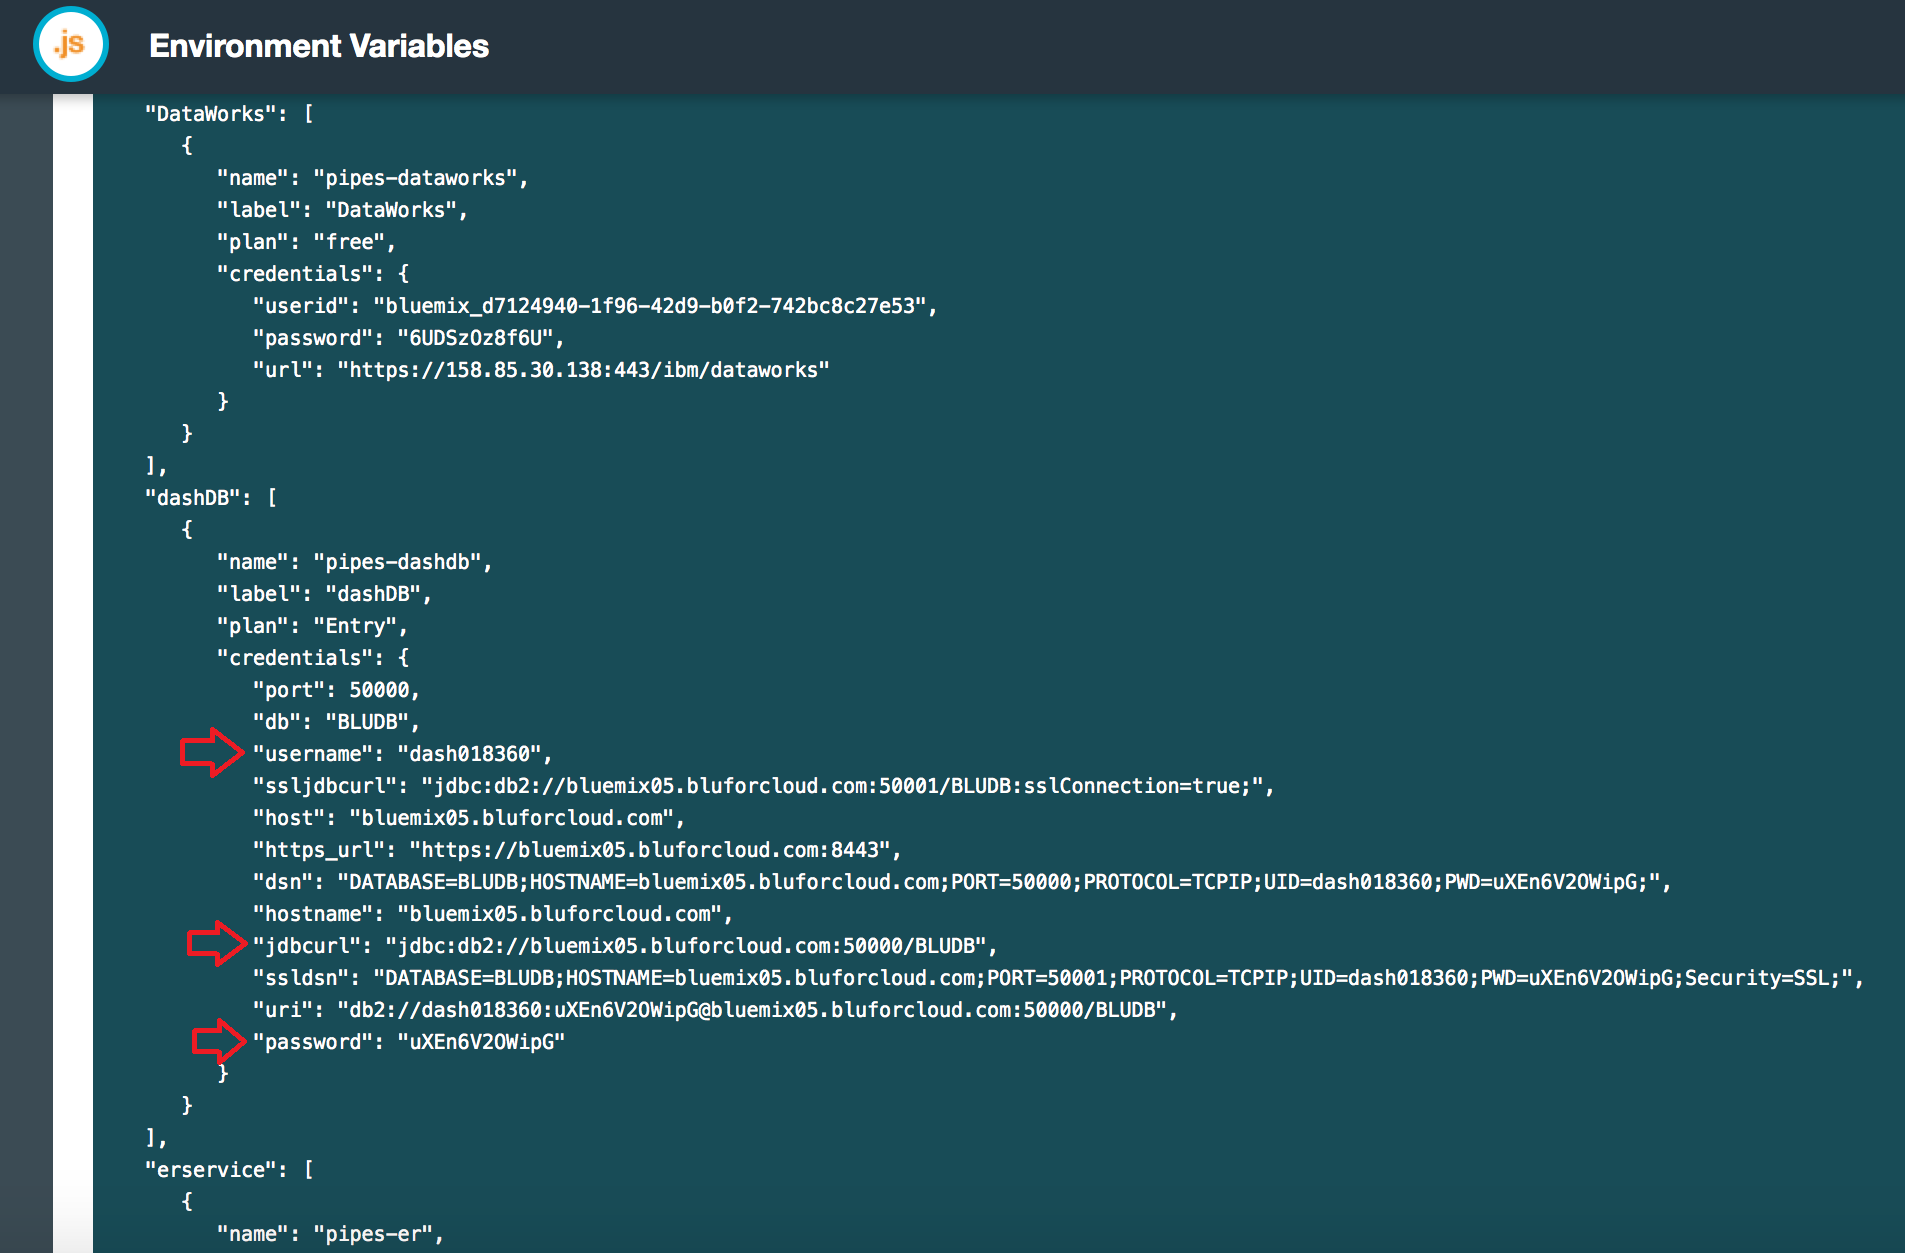 .js
Environment Variables
"DataWorks": [
{
"name": "pipes-dataworks",
"label": "DataWorks",
"plan": "free",
"credentials": {
"userid": "bluemix_d7124940-1f96-42d9-b0f2-742bc8c27e53",
"password": "6UDSzOz8f6U",
"url": "https://158.85.30.138:443/ibm/dataworks"
}
}
],
"dashDB": [
{
"name": "pipes-dashdb",
"label": "dashDB",
"plan": "Entry",
"credentials": {
"port": 50000,
"db": "BLUDB",
"username": "dash018360",
"ssljdbcurl": "jdbc:db2://bluemix05.bluforcloud.com:50001/BLUDB:sslConnection=true;",
"host": "bluemix05.bluforcloud.com",
"https_url": "https://bluemix05.bluforcloud.com:8443",
"dsn": "DATABASE=BLUDB;HOSTNAME=bluemix05.bluforcloud.com;PORT=50000;PROTOCOL=TCPIP;UID=dash018360;PWD=uXEn6V2OWipG;",
"hostname": "bluemix05.bluforcloud.com",
"jdbcurl": "jdbc:db2://bluemix05.bluforcloud.com:50000/BLUDB",
"ssldsn": "DATABASE=BLUDB;HOSTNAME=bluemix05.bluforcloud.com;PORT=50001;PROTOCOL=TCPIP;UID=dash018360;PWD=uXEn6V2OWipG;Security=SSL;",
"uri": "db2://dash018360:uXEn6V2OWipG@bluemix05.bluforcloud.com:50000/BLUDB",
"password": "uXEn6V2OWipG"
}
}
],
"erservice": [
{
"name": "pipes-er",